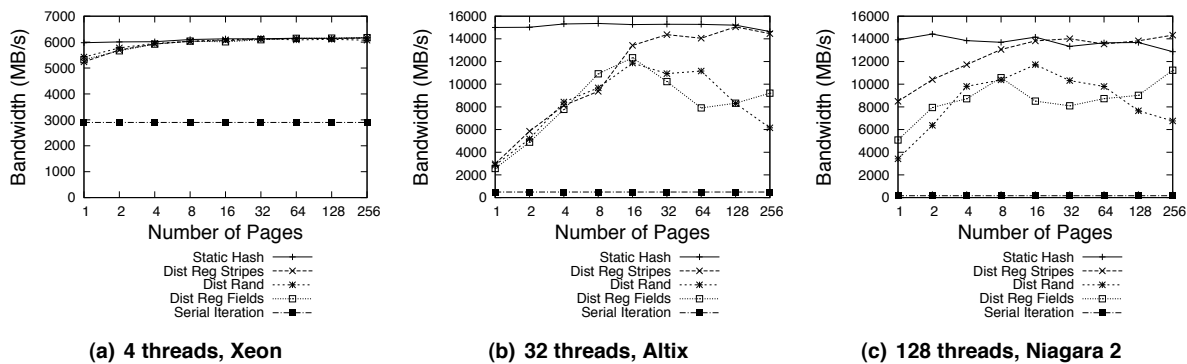 7000
6000
5000
4000
3000
2000
1000
0
Bandwidth (MB/s)
1 2 4 8 16 32 64 128 256
Number of Pages
Static Hash
Dist Reg Stripes
Dist Rand
Dist Reg Fields
Serial Iteration
(a) 4 threads, Xeon
16000
14000
12000
10000
8000
6000
4000
2000
0
Bandwidth (MB/s)
1 2 4 8 16 32 64 128 256
Number of Pages
Static Hash
Dist Reg Stripes
Dist Rand
Dist Reg Fields
Serial Iteration
(b) 32 threads, Altix
16000
14000
12000
10000
8000
6000
4000
2000
0
Bandwidth (MB/s)
1 2 4 8 16 32 64 128 256
Number of Pages
Static Hash
Dist Reg Stripes
Dist Rand
Dist Reg Fields
Serial Iteration
(c) 128 threads, Niagara 2